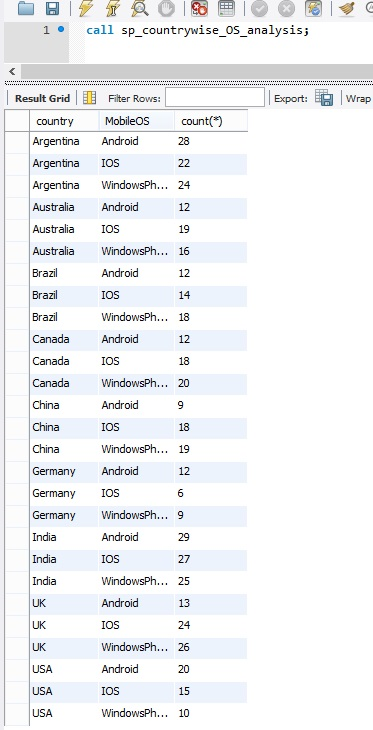 1 call sp_countrywise_OS_analysis;
Result Grid Filter Rows: Export: Wrap
country MobileOS count(*)
Argentina Android 28
Argentina IOS 22
Argentina WindowsPh... 24
Australia Android 12
Australia IOS 19
Australia WindowsPh... 16
Brazil Android 12
Brazil IOS 14
Brazil WindowsPh... 18
Canada Android 12
Canada IOS 18
Canada WindowsPh... 20
China Android 9
China IOS 18
China WindowsPh... 19
Germany Android 12
Germany IOS 6
Germany WindowsPh... 9
India Android 29
India IOS 27
India WindowsPh... 25
UK Android 13
UK IOS 24
UK WindowsPh... 26
USA Android 20
USA IOS 15
USA WindowsPh... 10